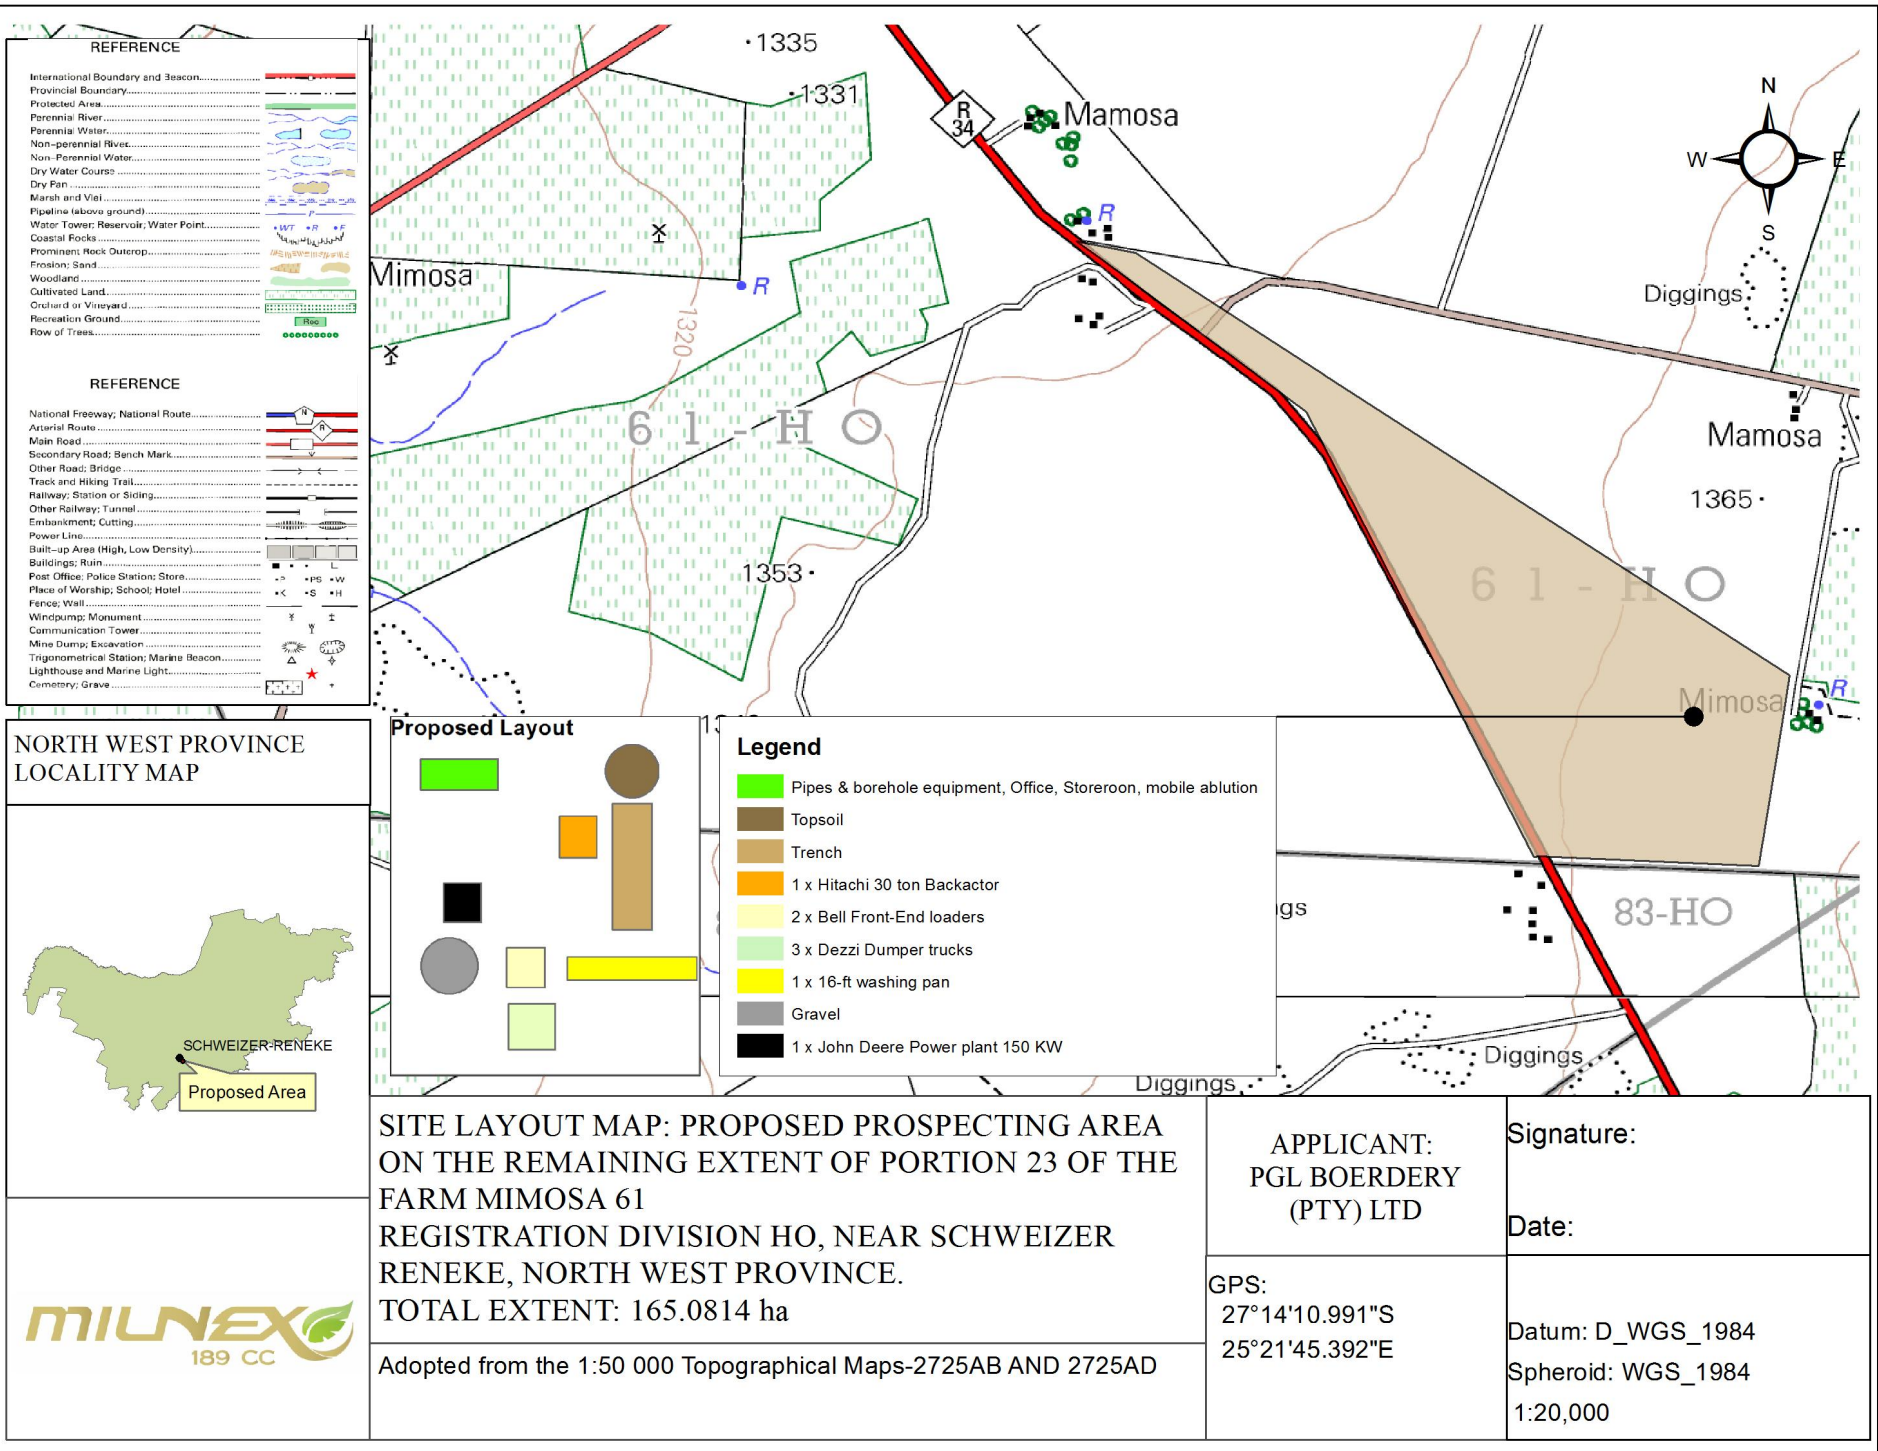 REFERENCE
International Boundary and Beacon
Provincial Boundary
Protected Area
Perennial River
Perennial Water
Non-perennial River
Non-Perennial Water
Dry Water Course
Dry Pan
Marsh and Vlei
Pipeline (above ground)
P
Water Tower; Reservoir; Water Point
WT R F
Coastal Rocks
Prominent Rock Outcrop
Erosion; Sand
Woodland
Cultivated Land
Orchard or Vineyard
Recreation Ground
Rec
Row of Trees
REFERENCE
National Freeway; National Route
N
Arterial Route
R
Main Road
Secondary Road; Bench Mark
Other Road; Bridge
Track and Hiking Trail
Railway; Station or Siding
Other Railway; Tunnel
Embankment; Cutting
Power Line
Built-up Area (High, Low Density)
Buildings; Ruin
Post Office; Police Station; Store
PS W
Place of Worship; School; Hotel
S H
Fence; Wall
Windpump; Monument
Communication Tower
Mine Dump; Excavation
Trigonometrical Station; Marine Beacon
Lighthouse and Marine Light
Cemetery; Grave
1335
1331
R
34
Mamosa
R
N
W E
S
Mimosa
R
1320
Diggings
61-HO
Mamosa
1365
1353
61-HO
Mimosa
R
83-HO
Diggings
Diggings
Proposed Layout
Legend
Pipes & borehole equipment, Office, Storeroon, mobile ablution
Topsoil
Trench
1 x Hitachi 30 ton Backactor
2 x Bell Front-End loaders
3 x Dezzi Dumper trucks
1 x 16-ft washing pan
Gravel
1 x John Deere Power plant 150 KW
NORTH WEST PROVINCE
LOCALITY MAP
SCHWEIZER-RENEKE
Proposed Area
MILNEX
189 CC
SITE LAYOUT MAP: PROPOSED PROSPECTING AREA
ON THE REMAINING EXTENT OF PORTION 23 OF THE
FARM MIMOSA 61
REGISTRATION DIVISION HO, NEAR SCHWEIZER
RENEKE, NORTH WEST PROVINCE.
TOTAL EXTENT: 165.0814 ha
Adopted from the 1:50 000 Topographical Maps-2725AB AND 2725AD
APPLICANT:
PGL BOERDERY
(PTY) LTD
GPS:
27°14'10.991"S
25°21'45.392"E
Signature:
Date:
Datum: D_WGS_1984
Spheroid: WGS_1984
1:20,000